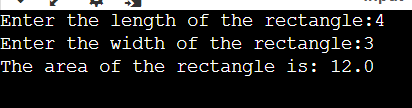 Enter the length of the rectangle:4
Enter the width of the rectangle:3
The area of the rectangle is: 12.0